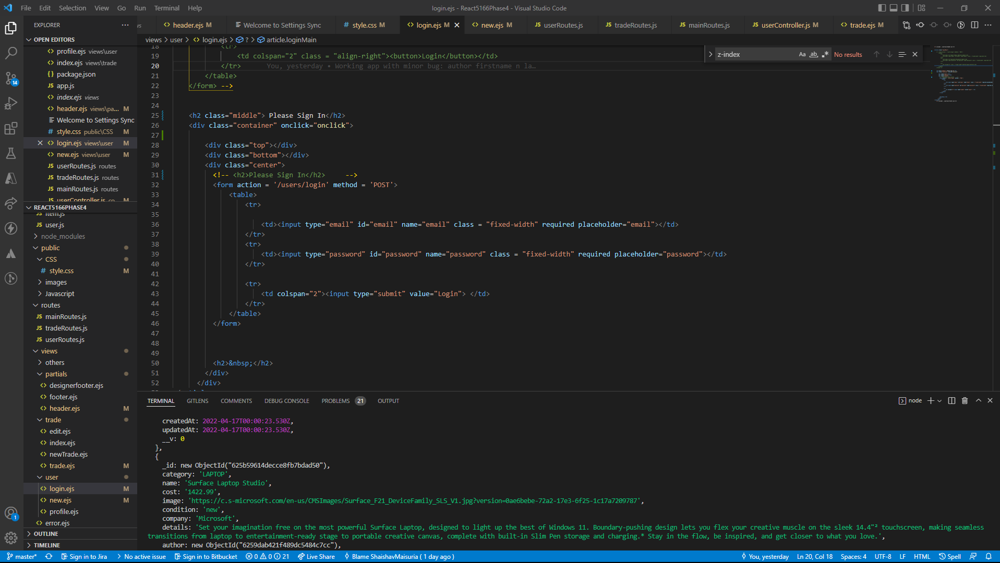 File Edit Selection View Go Run Terminal Help
login.ejs - React5166Phase4 - Visual Studio Code
EXPLORER
header.ejs M
Welcome to Settings Sync
style.css M
login.ejs M
new.ejs M
userRoutes.js
tradeRoutes.js
mainRoutes.js
userController.js M
trade.ejs M
OPEN EDITORS
profile.ejs views\user
index.ejs views\trade
package.json
app.js
index.ejs views
header.ejs views\pa... M
Welcome to Settings Sync
style.css public\CSS M
login.ejs views\user M
new.ejs views\user M
userRoutes.js routes
tradeRoutes.js routes
mainRoutes.js routes
userController.js co... M
REACT5166PHASE4
item.js
user.js
node_modules
public
CSS
style.css M
images
Javascript
routes
mainRoutes.js
tradeRoutes.js
userRoutes.js
views
others
partials
designerfooter.ejs
footer.ejs
header.ejs M
trade
edit.ejs
index.ejs
newTrade.ejs
trade.ejs M
user
login.ejs M
new.ejs M
profile.ejs
error.ejs
OUTLINE
TIMELINE
14
1
views > user > login.ejs > ? > article.loginMain
z-index Aa ab No results
18 <tr>
19 <td colspan="2" class = "align-right"><button>Login</button></td>
20 </tr> You, yesterday • Working app with minor bug: author firstname n la…
21 </table>
22 </form> -->
23
24
25 <h2 class="middle"> Please Sign In</h2>
26 <div class="container" onclick="onclick">
27
28 <div class="top"></div>
29 <div class="bottom"></div>
30 <div class="center">
31 <!-- <h2>Please Sign In</h2> -->
32 <form action = '/users/login' method = 'POST'>
33 <table>
34 <tr>
35
36 <td><input type="email" id="email" name="email" class = "fixed-width" required placeholder="email"></td>
37 </tr>
38 <tr>
39 <td><input type="password" id="password" name="password" class = "fixed-width" required placeholder="password"></td>
40 </tr>
41
42 <tr>
43 <td colspan="2"><input type="submit" value="Login"> </td>
44 </tr>
45 </table>
46 </form>
47
48
49
50 <h2>&nbsp;</h2>
51 </div>
52 </div>
TERMINAL GITLENS COMMENTS DEBUG CONSOLE PROBLEMS 21 OUTPUT
node
createdAt: 2022-04-17T00:00:23.530Z,
updatedAt: 2022-04-17T00:00:23.530Z,
__v: 0
},
{
_id: new ObjectId("625b59614decce8fb7bdad50"),
category: 'LAPTOP',
name: 'Surface Laptop Studio',
cost: '1422.99',
image: 'https://c.s-microsoft.com/en-us/CMSImages/Surface_F21_DeviceFamily_SLS_V1.jpg?version=0ae6bebe-72a2-17e3-6f25-1c17a7209787',
condition: 'new',
company: 'Microsoft',
details: 'Set your imagination free on the most powerful Surface Laptop, designed to light up the best of Windows 11. Boundary-pushing design lets you flex your creative muscle on the sleek 14.4"² touchscreen, making seamless
transitions from laptop to entertainment-ready stage to portable creative canvas, complete with built-in Slim Pen storage and charging.* Stay in the flow, be inspired, and get closer to what you love.',
author: new ObjectId("6259dab421f489dc5484c7cc"),
master* Sign in to Jira No active issue Sign in to Bitbucket 0 0 21 Live Share Blame ShaishavMaisuria ( 1 day ago ) You, yesterday Ln 20, Col 18 Spaces: 4 UTF-8 LF HTML Spell